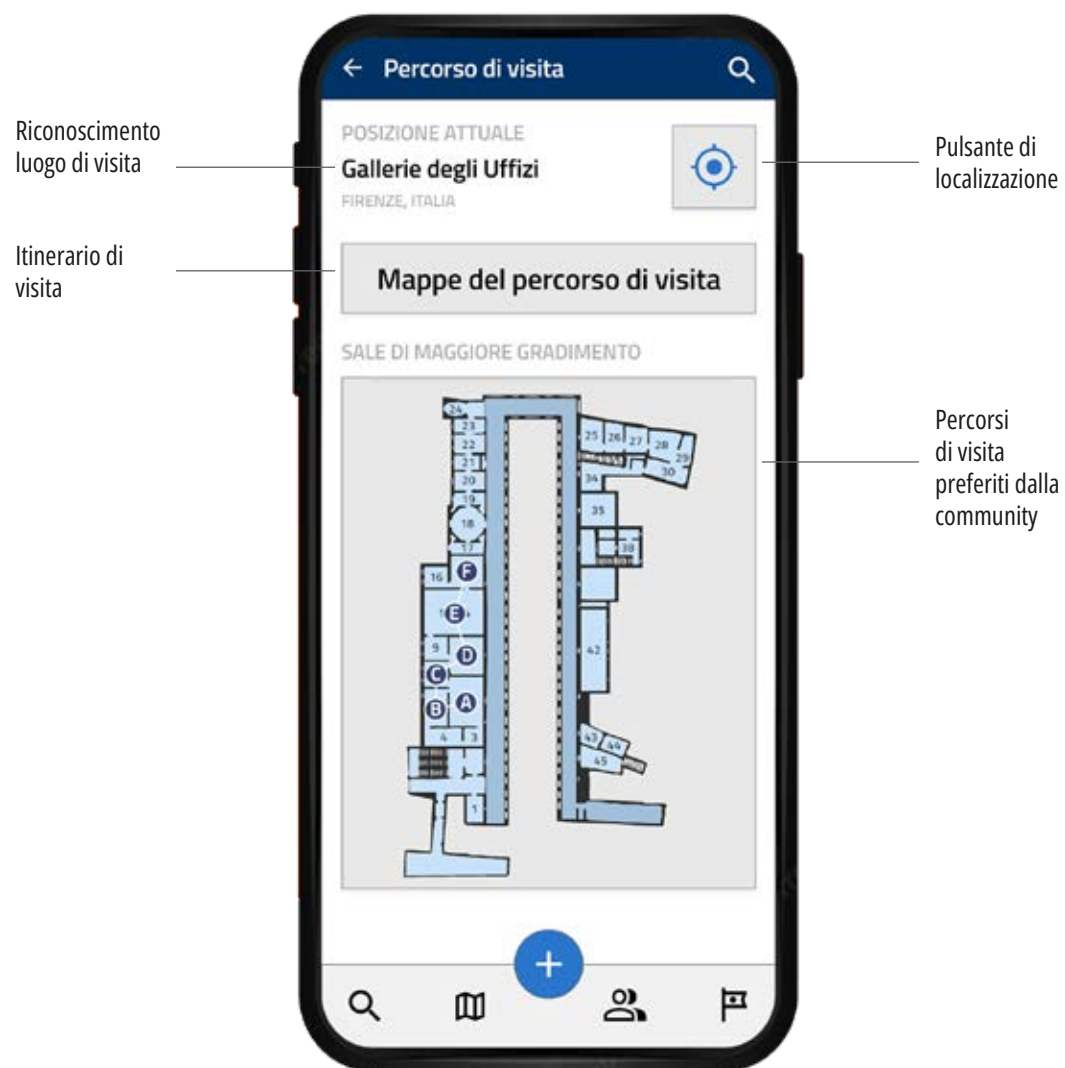 Percorso di visita
POSIZIONE ATTUALE
Gallerie degli Uffizi
FIRENZE, ITALIA
Riconoscimento
luogo di visita
Pulsante di
localizzazione
Itinerario di
visita
Mappe del percorso di visita
SALE DI MAGGIORE GRADIMENTO
Percorsi
di visita
preferiti dalla
community
24
23
22
21
20
19
18
17
16
F
E
9
D
C
B
A
4
3
1
25
26
27
28
29
30
34
35
38
42
43
44
45